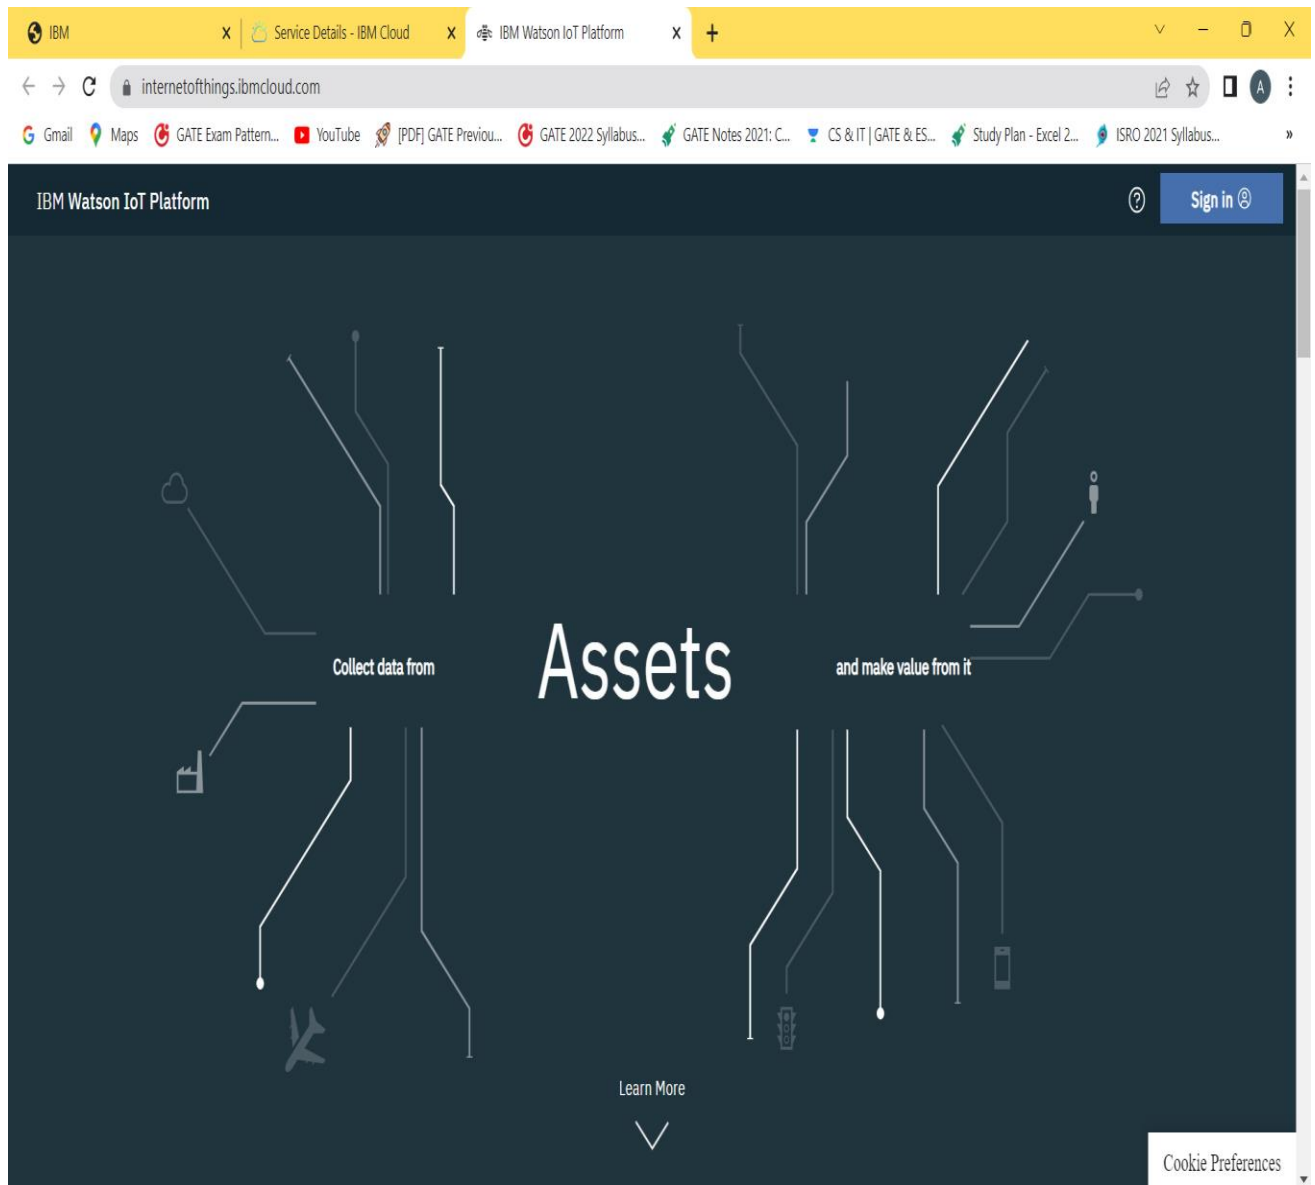 IBM
Service Details - IBM Cloud
IBM Watson IoT Platform
internetofthings.ibmcloud.com
A
Gmail
Maps
GATE Exam Pattern...
YouTube
[PDF] GATE Previou...
GATE 2022 Syllabus...
GATE Notes 2021: C...
CS & IT | GATE & ES...
Study Plan - Excel 2...
ISRO 2021 Syllabus...
»
IBM Watson IoT Platform
Sign in
Collect data from
Assets
and make value from it
Learn More
Cookie Preferences